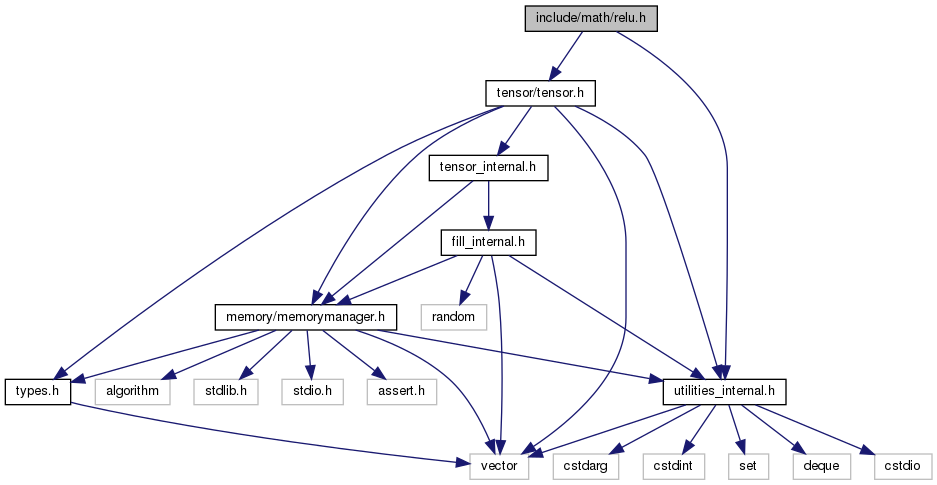 include/math/relu.h
tensor/tensor.h
tensor_internal.h
fill_internal.h
memory/memorymanager.h
random
types.h
algorithm
stdlib.h
stdio.h
assert.h
utilities_internal.h
vector
cstdarg
cstdint
set
deque
cstdio